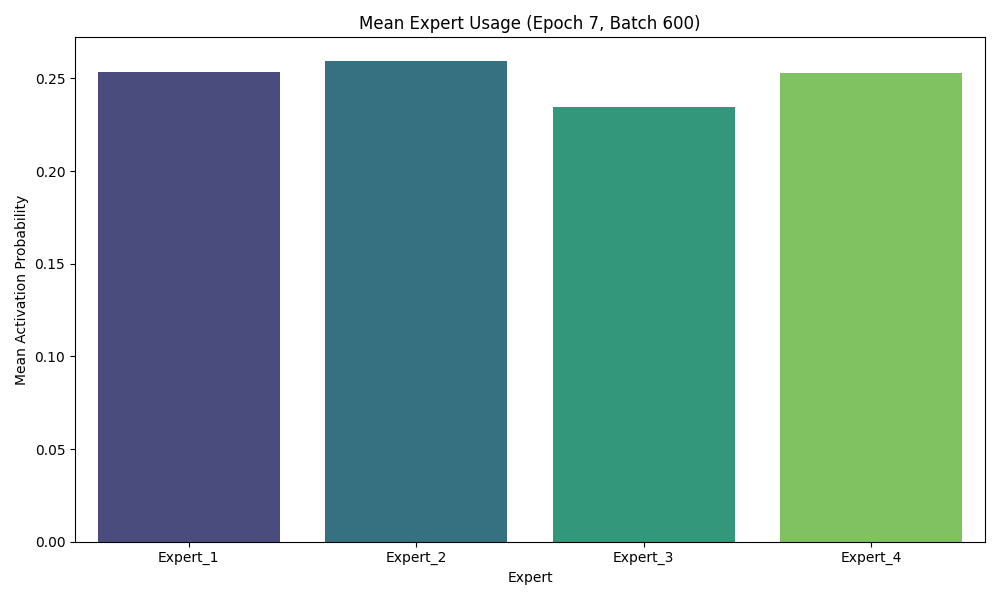 Mean Expert Usage (Epoch 7, Batch 600)
Mean Activation Probability
0.25
0.20
0.15
0.10
0.05
0.00
Expert_1 Expert_2 Expert_3 Expert_4
Expert